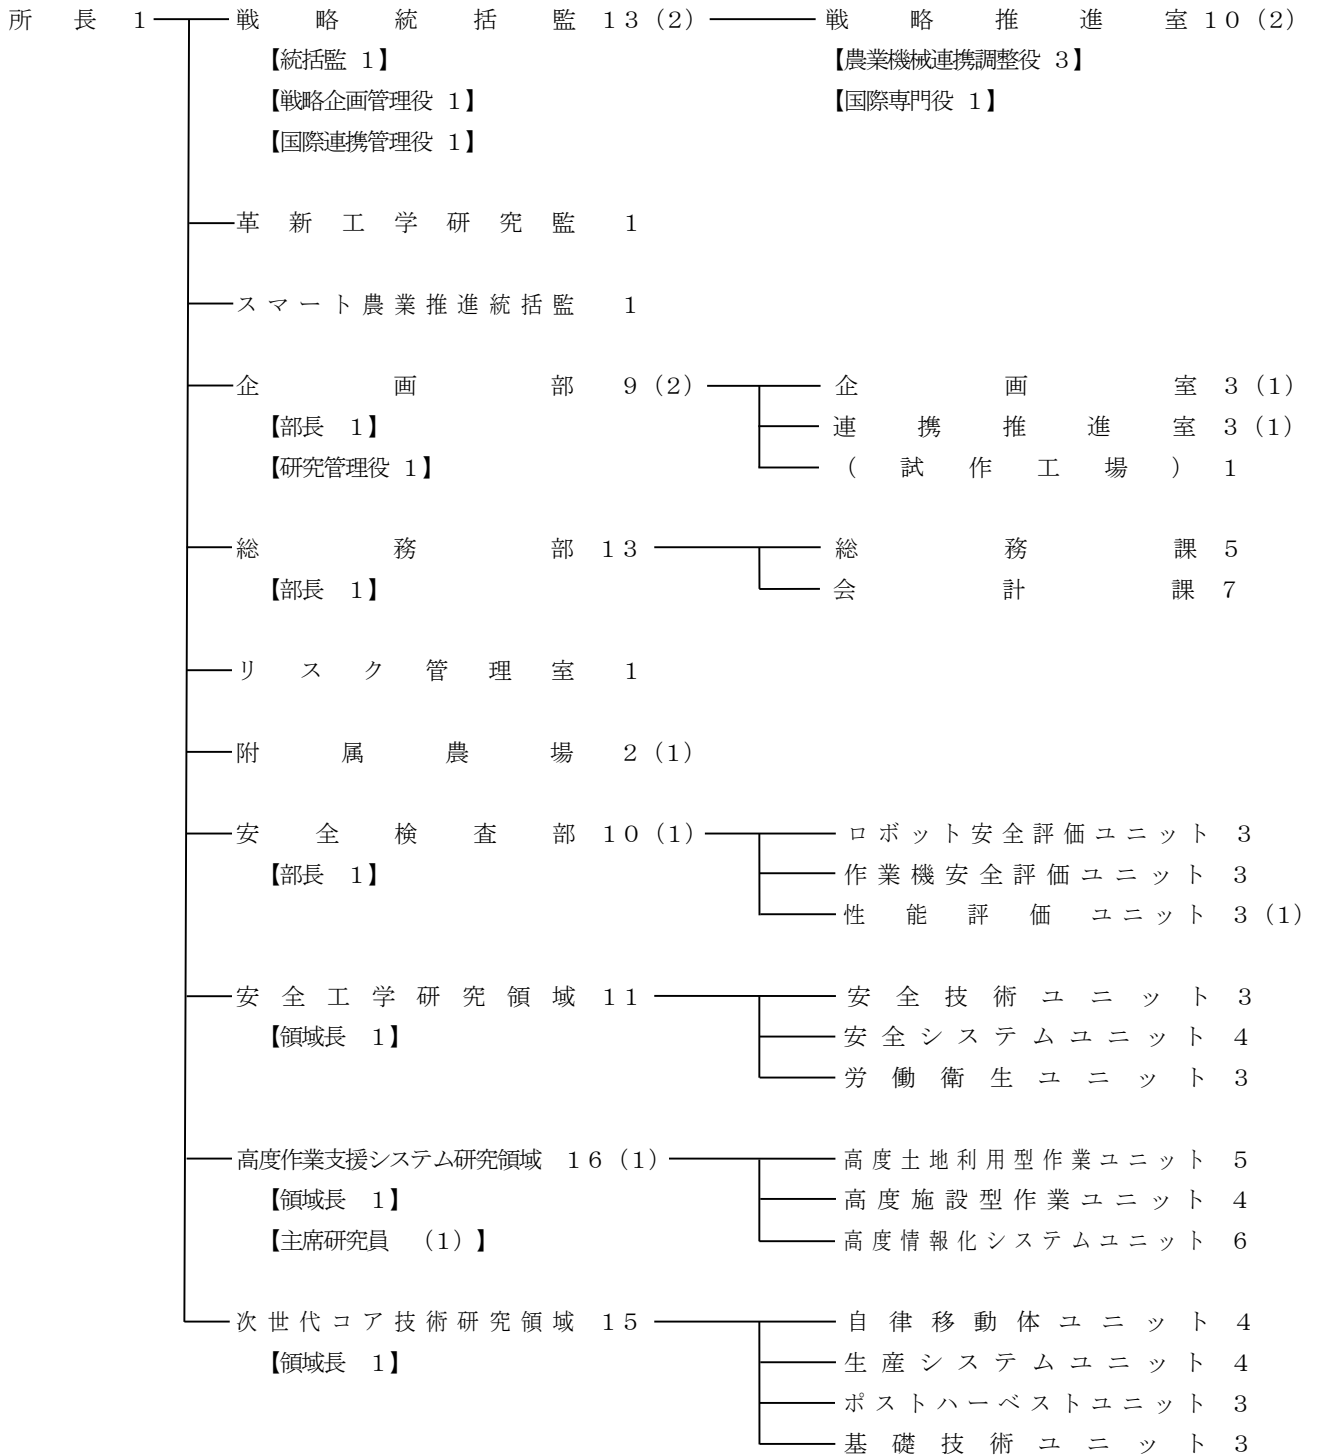 所長 1 戦略統括監 13(2) 戦略推進室 10(2)
【統括監 1】 【農業機械連携調整役 3】
【戦略企画管理役 1】 【国際専門役 1】
【国際連携管理役 1】
革新工学研究監 1
スマート農業推進統括監 1
企画部 9(2) 企画室 3(1)
【部長 1】 連携推進室 3(1)
【研究管理役 1】 (試作工場) 1
総務部 13 総務課 5
【部長 1】 会計課 7
リスク管理室 1
附属農場 2(1)
安全検査部 10(1) ロボット安全評価ユニット 3
【部長 1】 作業機安全評価ユニット 3
性能評価ユニット 3(1)
安全工学研究領域 11 安全技術ユニット 3
【領域長 1】 安全システムユニット 4
労働衛生ユニット 3
高度作業支援システム研究領域 16(1) 高度土地利用型作業ユニット 5
【領域長 1】 高度施設型作業ユニット 4
【主席研究員 (1)】 高度情報化システムユニット 6
次世代コア技術研究領域 15 自律移動体ユニット 4
【領域長 1】 生産システムユニット 4
ポストハーベストユニット 3
基礎技術ユニット 3